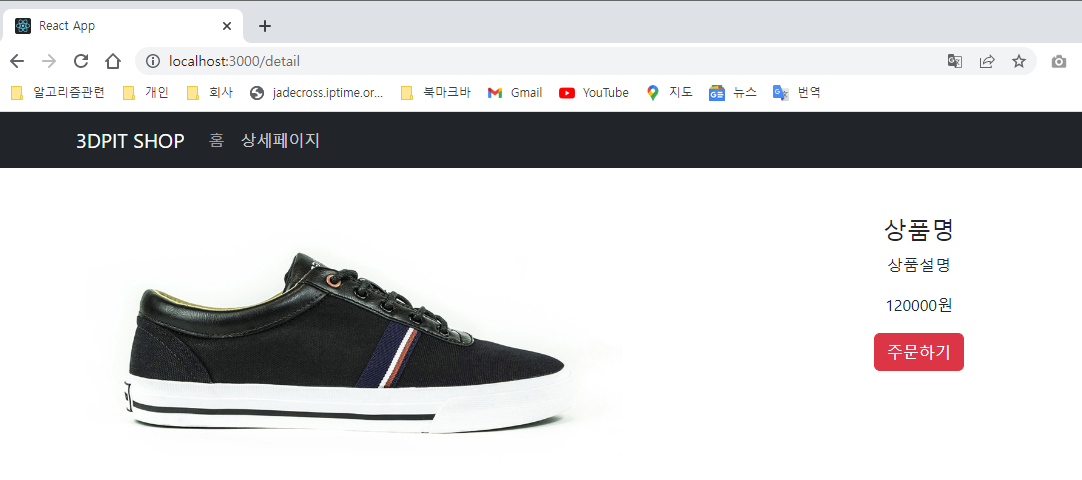 React App
localhost:3000/detail
알고리즘관련 개인 회사 jadecross.iptime.or... 북마크바 Gmail YouTube 지도 뉴스 번역
3DPIT SHOP 홈 상세페이지
상품명
상품설명
120000원
주문하기